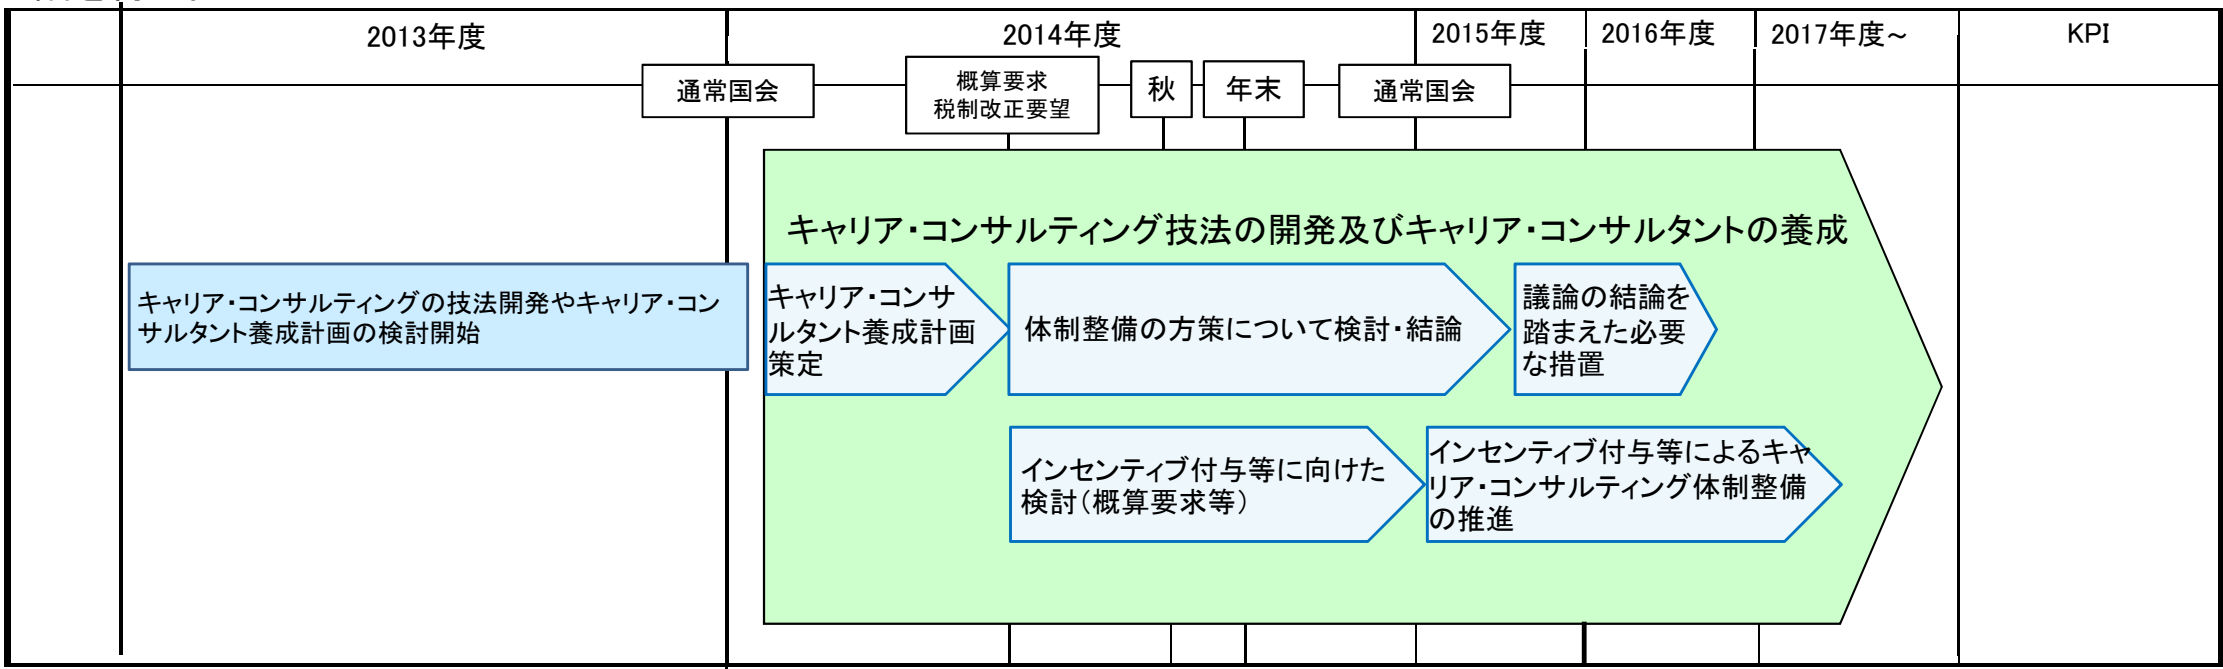 2013年度
2014年度
2015年度
2016年度
2017年度～
KPI
通常国会
概算要求
税制改正要望
秋
年末
通常国会
キャリア・コンサルティング技法の開発及びキャリア・コンサルタントの養成
キャリア・コンサルティングの技法開発やキャリア・コン
サルタント養成計画の検討開始
キャリア・コンサ
ルタント養成計画
策定
体制整備の方策について検討・結論
議論の結論を
踏まえた必要
な措置
インセンティブ付与等に向けた
検討（概算要求等）
インセンティブ付与等によるキャ
リア・コンサルティング体制整備
の推進